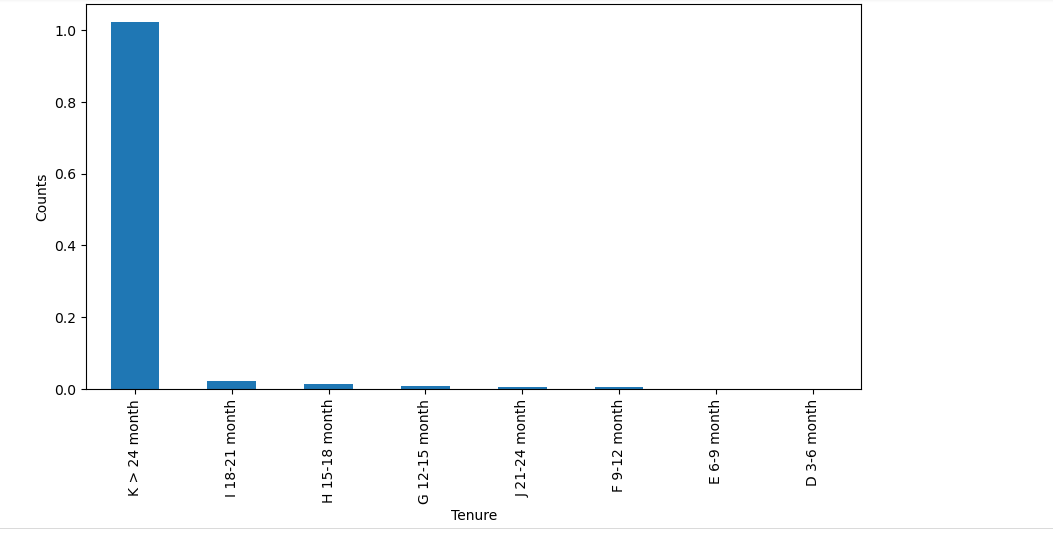 1.0
0.8
0.6
0.4
0.2
0.0
Counts
K > 24 month
I 18-21 month
H 15-18 month
G 12-15 month
J 21-24 month
F 9-12 month
E 6-9 month
D 3-6 month
Tenure